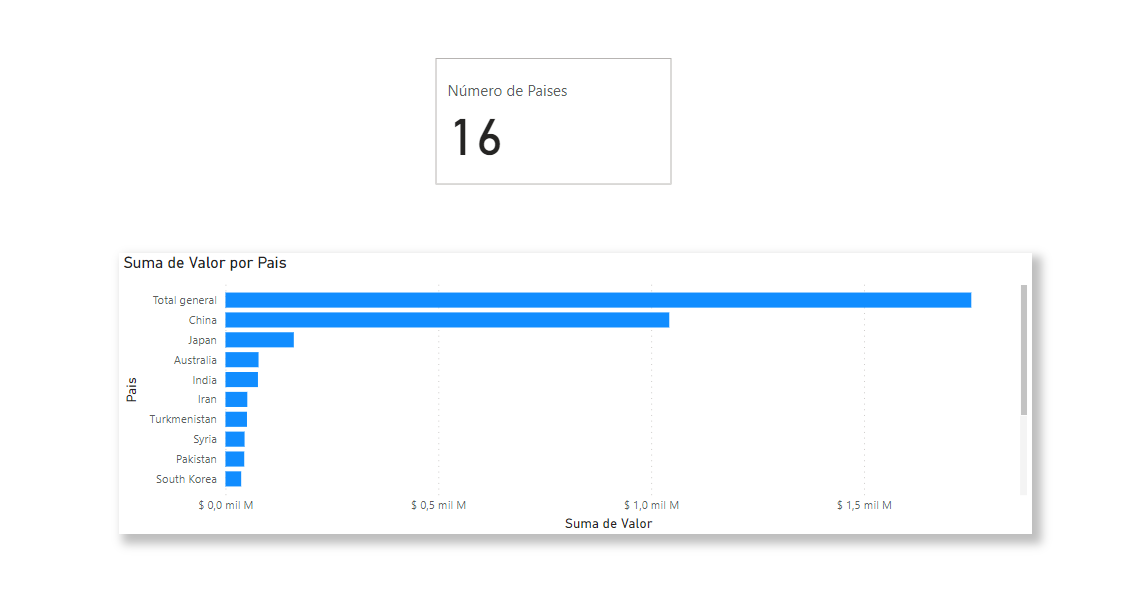 Número de Paises
16
Suma de Valor por Pais
Total general
China
Japan
Australia
India
Iran
Turkmenistan
Syria
Pakistan
South Korea
Pais
$ 0,0 mil M $ 0,5 mil M $ 1,0 mil M $ 1,5 mil M
Suma de Valor